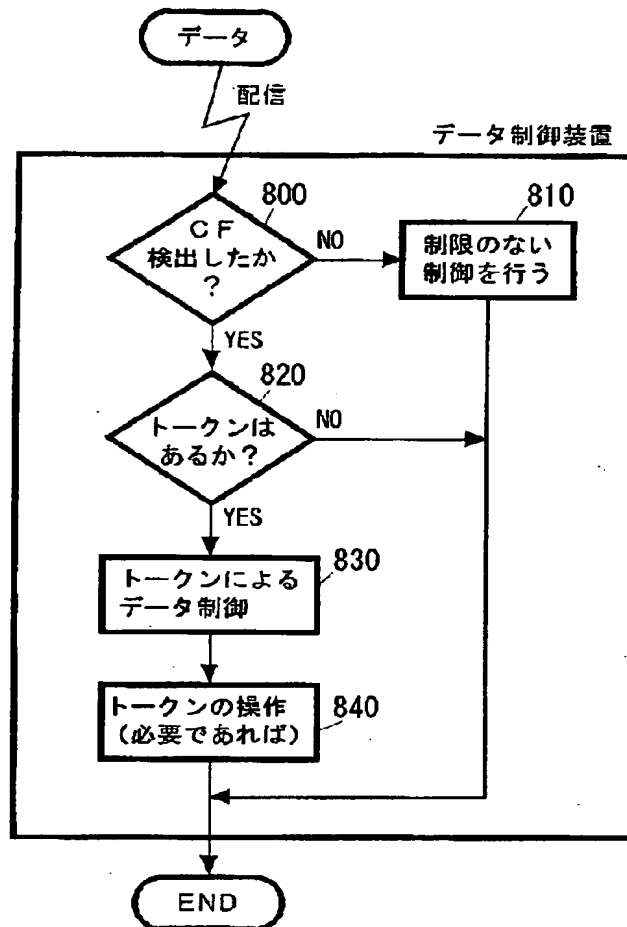 データ
配信
データ制御装置
800
CF
検出したか
?
NO
810
制限のない
制御を行う
YES
820
トークンは
あるか?
NO
YES
トークンによる
データ制御
830
トークンの操作
(必要であれば)
840
END